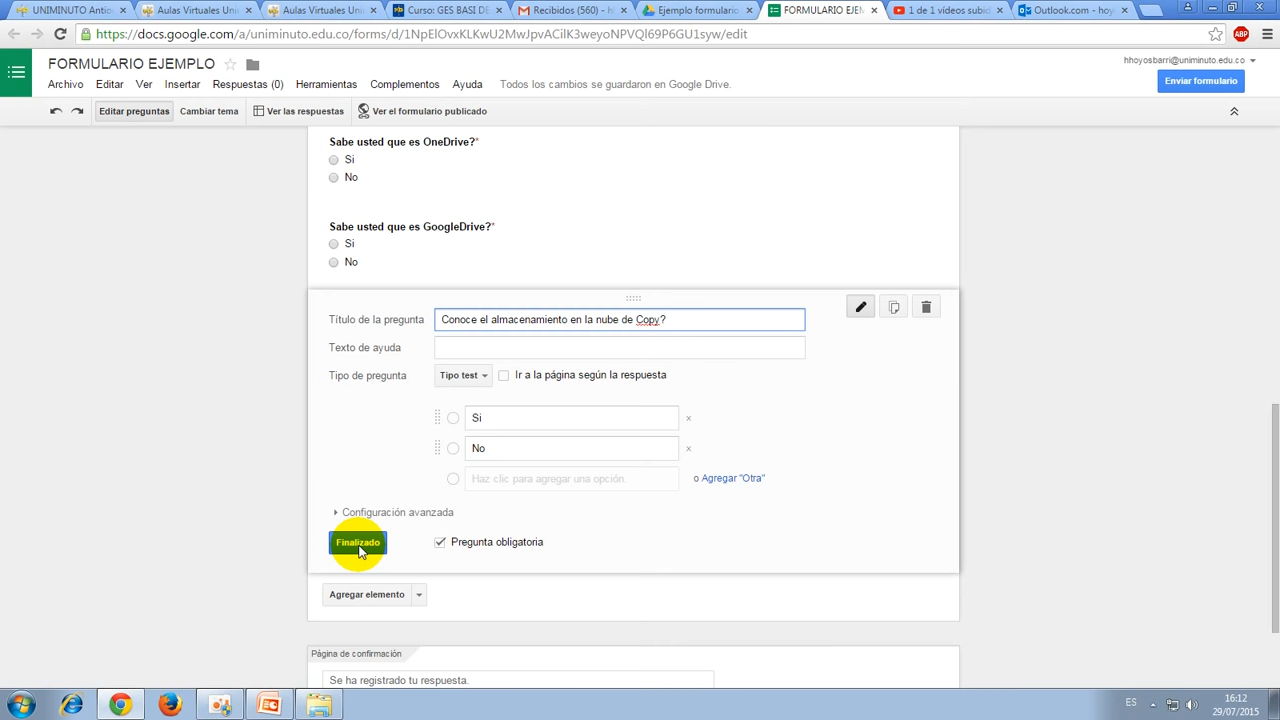 UNIMINUTO Anti
Aulas Virtuales Uni
Aulas Virtuales Uni
Curso: GES BASI DE
Recibidos (560) - h
Ejemplo formulario
FORMULARIO EJEM
1 de 1 vídeos subid
Outlook.com - hoy
https://docs.google.com/a/uniminuto.edu.co/forms/d/1NpElOvxKLKwU2MwJpvACilK3weyoNPVQl69P6GU1syw/edit
ABP
FORMULARIO EJEMPLO
hhoyosbarri@uniminuto.edu.co
Archivo Editar Ver Insertar Respuestas (0) Herramientas Complementos Ayuda Todos los cambios se guardaron en Google Drive.
Enviar formulario
Editar preguntas Cambiar tema Ver las respuestas Ver el formulario publicado
Sabe usted que es OneDrive?*
Si
No
Sabe usted que es GoogleDrive?*
Si
No
Título de la pregunta Conoce el almacenamiento en la nube de Copy?
Texto de ayuda
Tipo de pregunta Tipo test Ir a la página según la respuesta
Si x
No x
Haz clic para agregar una opción. o Agregar "Otra"
Configuración avanzada
Finalizado Pregunta obligatoria
Agregar elemento
Página de confirmación
Se ha registrado tu respuesta.
ES
16:12
29/07/2015